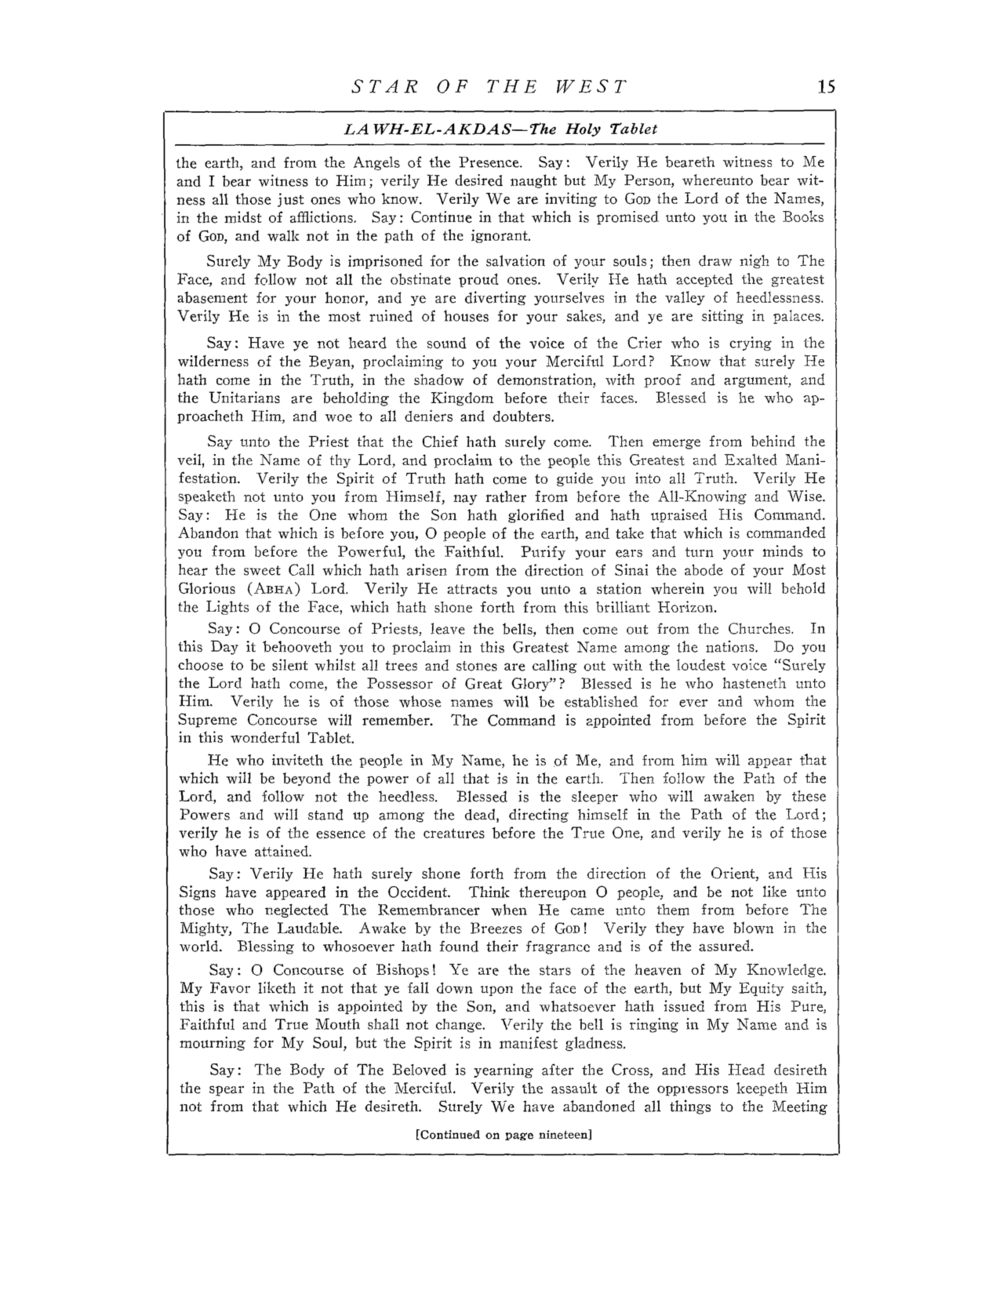 STAR OF THE WEST 15
LAWH-EL-AKDAS—The Holy Tablet
the earth, and from the Angels of the Presence. Say: Verily He beareth witness to Me
and I bear witness to Him; verily He desired naught but My Person, whereunto bear wit-
ness all those just ones who know. Verily We are inviting to GOD the Lord of the Names,
in the midst of afflictions. Say: Continue in that which is promised unto you in the Books
of GOD, and walk not in the path of the ignorant.
Surely My Body is imprisoned for the salvation of your souls; then draw nigh to The
Face, and follow not all the obstinate proud ones. Verily He hath accepted the greatest
abasement for your honor, and ye are diverting yourselves in the valley of heedlessness.
Verily He is in the most ruined of houses for your sakes, and ye are sitting in palaces.
Say: Have ye not heard the sound of the voice of the Crier who is crying in the
wilderness of the Beyan, proclaiming to you your Merciful Lord? Know that surely He
hath come in the Truth, in the shadow of demonstration, with proof and argument, and
the Unitarians are beholding the Kingdom before their faces. Blessed is he who ap-
proacheth Him, and woe to all deniers and doubters.
Say unto the Priest that the Chief hath surely come. Then emerge from behind the
veil, in the Name of thy Lord, and proclaim to the people this Greatest and Exalted Mani-
festation. Verily the Spirit of Truth hath come to guide you into all Truth. Verily He
speaketh not unto you from Himself, nay rather from before the All-Knowing and Wise.
Say: He is the One whom the Son hath glorified and hath upraised His Command.
Abandon that which is before you, O people of the earth, and take that which is commanded
you from before the Powerful, the Faithful. Purify your ears and turn your minds to
hear the sweet Call which hath arisen from the direction of Sinai the abode of your Most
Glorious (ABHA) Lord. Verily He attracts you unto a station wherein you will behold
the Lights of the Face, which hath shone forth from this brilliant Horizon.
Say: O Concourse of Priests, leave the bells, then come out from the Churches. In
this Day it behooveth you to proclaim in this Greatest Name among the nations. Do you
choose to be silent whilst all trees and stones are calling out with the loudest voice "Surely
the Lord hath come, the Possessor of Great Glory"? Blessed is he who hasteneth unto
Him. Verily he is of those whose names will be established for ever and whom the
Supreme Concourse will remember. The Command is appointed from before the Spirit
in this wonderful Tablet.
He who inviteth the people in My Name, he is of Me, and from him will appear that
which will be beyond the power of all that is in the earth. Then follow the Path of the
Lord, and follow not the heedless. Blessed is the sleeper who will awaken by these
Powers and will stand up among the dead, directing himself in the Path of the Lord;
verily he is of the essence of the creatures before the True One, and verily he is of those
who have attained.
Say: Verily He hath surely shone forth from the direction of the Orient, and His
Signs have appeared in the Occident. Think thereupon O people, and be not like unto
those who neglected The Remembrancer when He came unto them from before The
Mighty, The Laudable. Awake by the Breezes of GOD! Verily they have blown in the
world. Blessing to whosoever hath found their fragrance and is of the assured.
Say: O Concourse of Bishops! Ye are the stars of the heaven of My Knowledge.
My Favor liketh it not that ye fall down upon the face of the earth, but My Equity saith,
this is that which is appointed by the Son, and whatsoever hath issued from His Pure,
Faithful and True Mouth shall not change. Verily the bell is ringing in My Name and is
mourning for My Soul, but the Spirit is in manifest gladness.
Say: The Body of The Beloved is yearning after the Cross, and His Head desireth
the spear in the Path of the Merciful. Verily the assault of the oppressors keepeth Him
not from that which He desireth. Surely We have abandoned all things to the Meeting
[Continued on page nineteen]